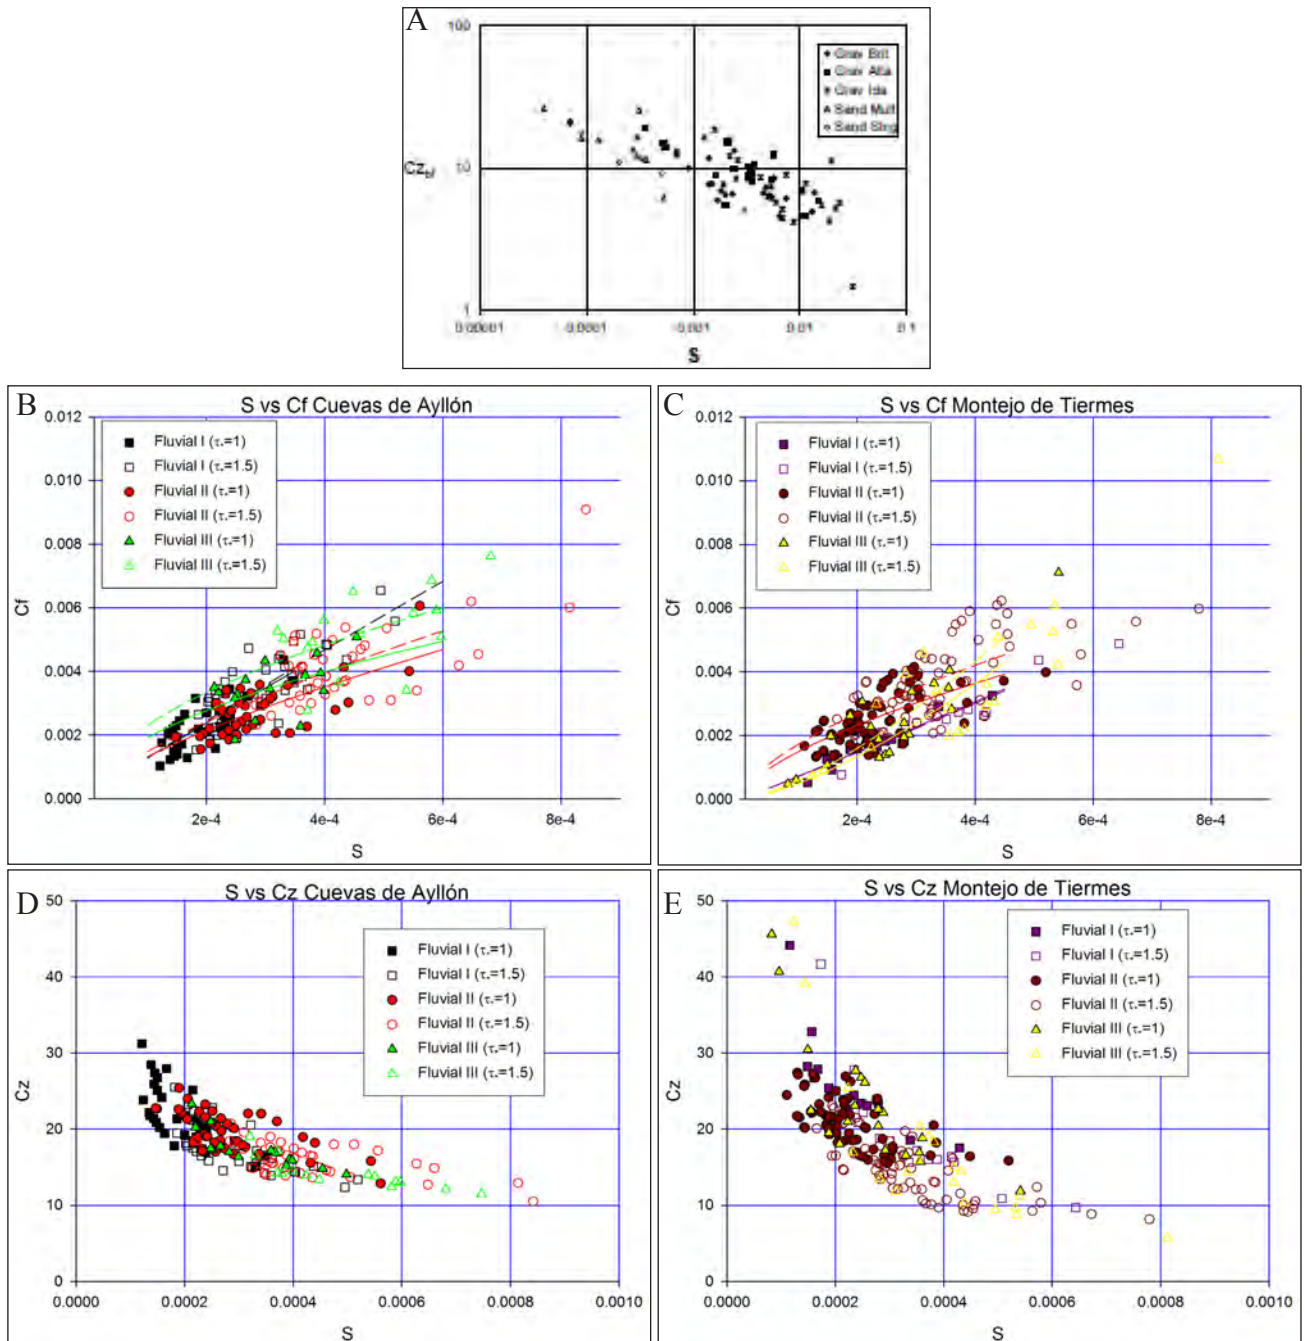 A
100
Grav Brit
Grav Alta
Grav Ida
Sand Mult
Sand Sing
Cz_bf
10
1
0.00001
0.0001
0.001
0.01
0.1
S
B
S vs Cf Cuevas de Ayllón
0.012
Fluvial I (τ*=1)
Fluvial I (τ*=1.5)
0.010
Fluvial II (τ*=1)
Fluvial II (τ*=1.5)
0.008
Fluvial III (τ*=1)
Fluvial III (τ*=1.5)
Cf
0.006
0.004
0.002
0.000
2e-4
4e-4
6e-4
8e-4
S
C
S vs Cf Montejo de Tiermes
0.012
Fluvial I (τ*=1)
Fluvial I (τ*=1.5)
0.010
Fluvial II (τ*=1)
Fluvial II (τ*=1.5)
0.008
Fluvial III (τ*=1)
Fluvial III (τ*=1.5)
Cf
0.006
0.004
0.002
0.000
2e-4
4e-4
6e-4
8e-4
S
D
S vs Cz Cuevas de Ayllón
50
Fluvial I (τ*=1)
Fluvial I (τ*=1.5)
40
Fluvial II (τ*=1)
Fluvial II (τ*=1.5)
Fluvial III (τ*=1)
Fluvial III (τ*=1.5)
30
Cz
20
10
0
0.0000
0.0002
0.0004
0.0006
0.0008
0.0010
S
E
S vs Cz Montejo de Tiermes
50
Fluvial I (τ*=1)
Fluvial I (τ*=1.5)
40
Fluvial II (τ*=1)
Fluvial II (τ*=1.5)
Fluvial III (τ*=1)
Fluvial III (τ*=1.5)
30
Cz
20
10
0
0.0000
0.0002
0.0004
0.0006
0.0008
0.0010
S